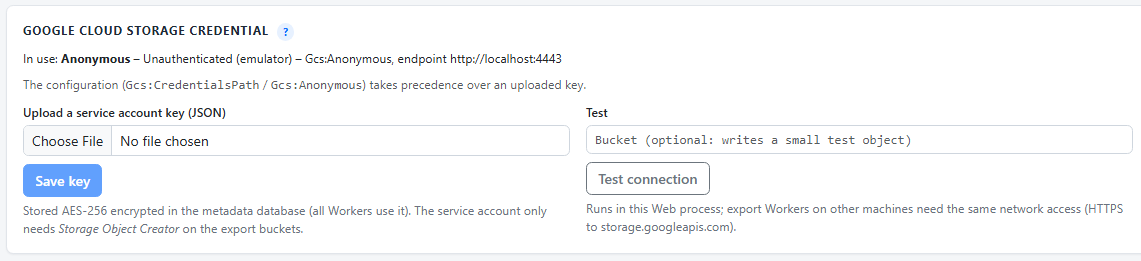 GOOGLE CLOUD STORAGE CREDENTIAL ?
In use: Anonymous – Unauthenticated (emulator) – Gcs:Anonymous, endpoint http://localhost:4443
The configuration (Gcs:CredentialsPath / Gcs:Anonymous) takes precedence over an uploaded key.
Upload a service account key (JSON)
Choose File No file chosen
Save key
Stored AES-256 encrypted in the metadata database (all Workers use it). The service account only
needs Storage Object Creator on the export buckets.
Test
Bucket (optional: writes a small test object)
Test connection
Runs in this Web process; export Workers on other machines need the same network access (HTTPS
to storage.googleapis.com).